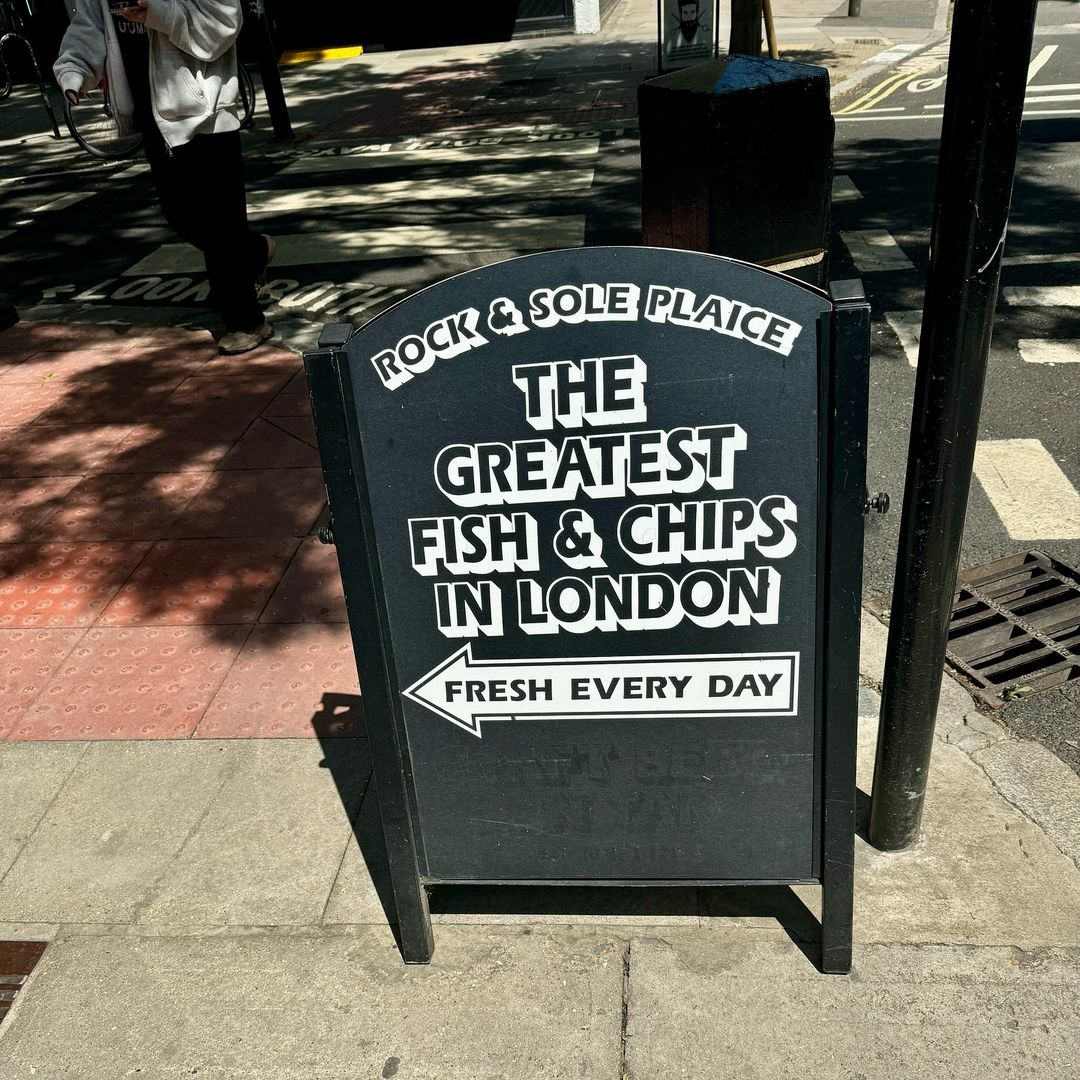 LOOK BOTH
ROCK & SOLE PLAICE
THE
GREATEST
FISH & CHIPS
IN LONDON
FRESH EVERY DAY